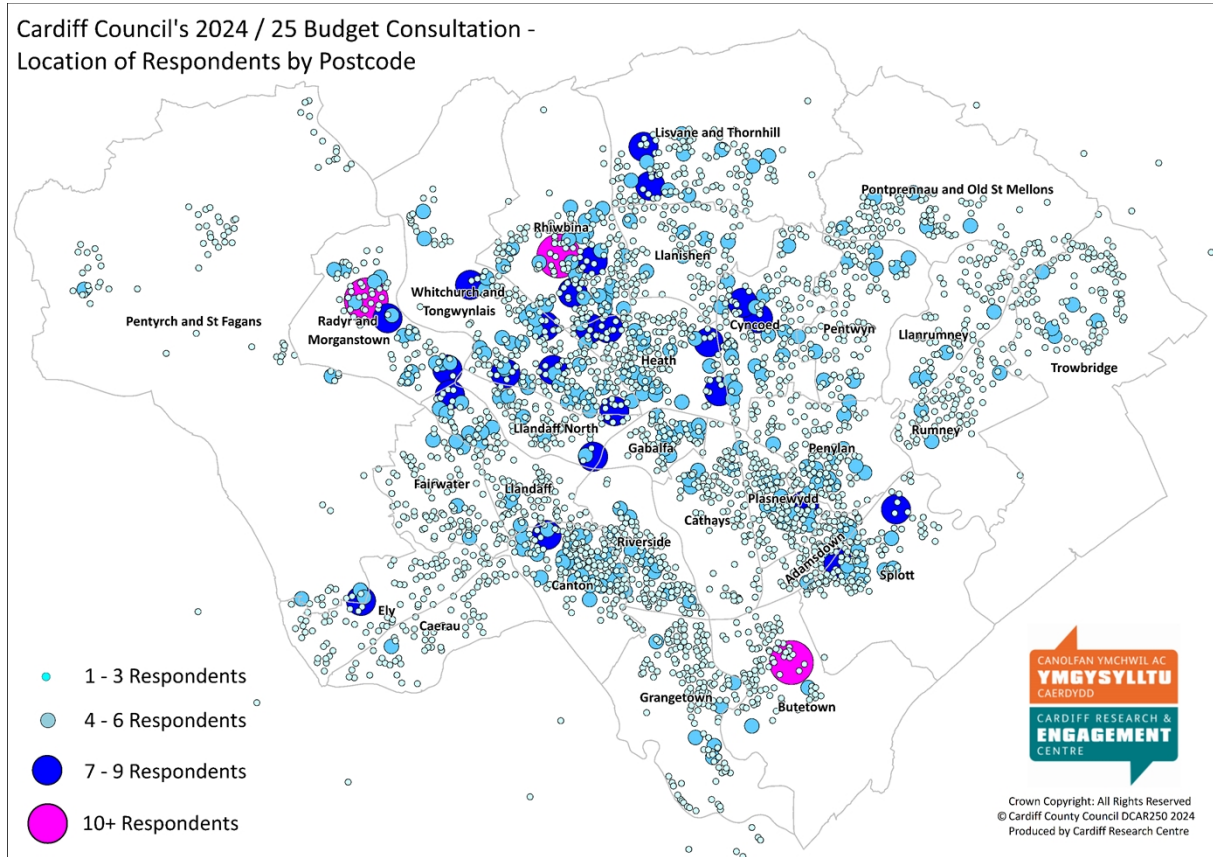 Cardiff Council's 2024 / 25 Budget Consultation -
Location of Respondents by Postcode
Lisvane and Thornhill
Pontprennau and Old St Mellons
Rhiwbina
Llanishen
Whitchurch and
Tongwynlais
Pentyrch and St Fagans
Radyr and
Morganstown
Cyncoed
Pentwyn
Llanrumney
Heath
Trowbridge
Llandaff North
Rumney
Gabalfa
Penylan
Fairwater
Llandaff
Plasnewydd
Cathays
Riverside
Adamsdown
Splott
Canton
Ely
Caerau
Grangetown
Butetown
1 - 3 Respondents
4 - 6 Respondents
7 - 9 Respondents
10+ Respondents
CANOLFAN YMCHWIL AC
YMGYSYLLTU
CAERDYDD
CARDIFF RESEARCH &
ENGAGEMENT
CENTRE
Crown Copyright: All Rights Reserved
© Cardiff County Council DCAR250 2024
Produced by Cardiff Research Centre